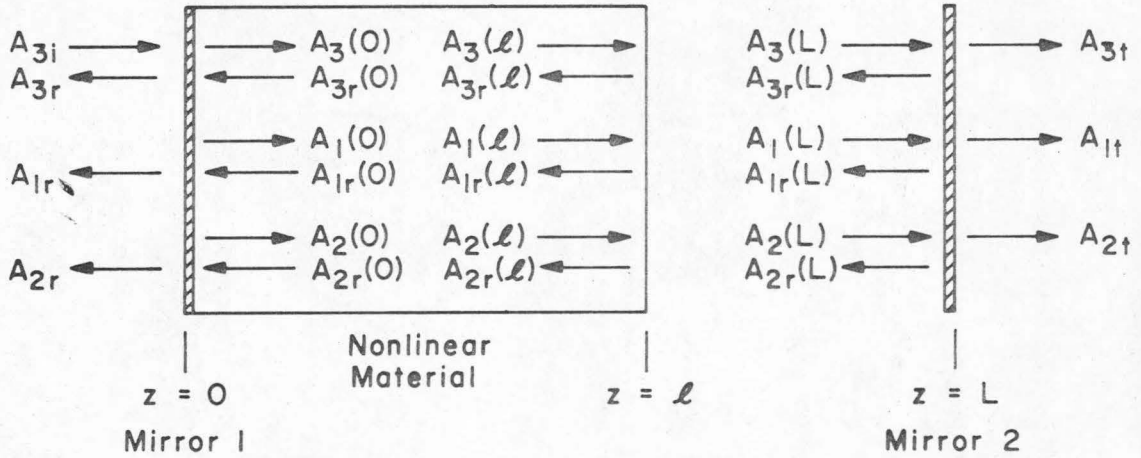 A3i A3(0) A3(ℓ) A3(L) A3t
A3r A3r(0) A3r(ℓ) A3r(L)
A1(0) A1(ℓ) A1(L) A1t
A1r A1r(0) A1r(ℓ) A1r(L)
A2(0) A2(ℓ) A2(L) A2t
A2r A2r(0) A2r(ℓ) A2r(L)
Nonlinear
Material
z = 0 z = ℓ z = L
Mirror 1 Mirror 2